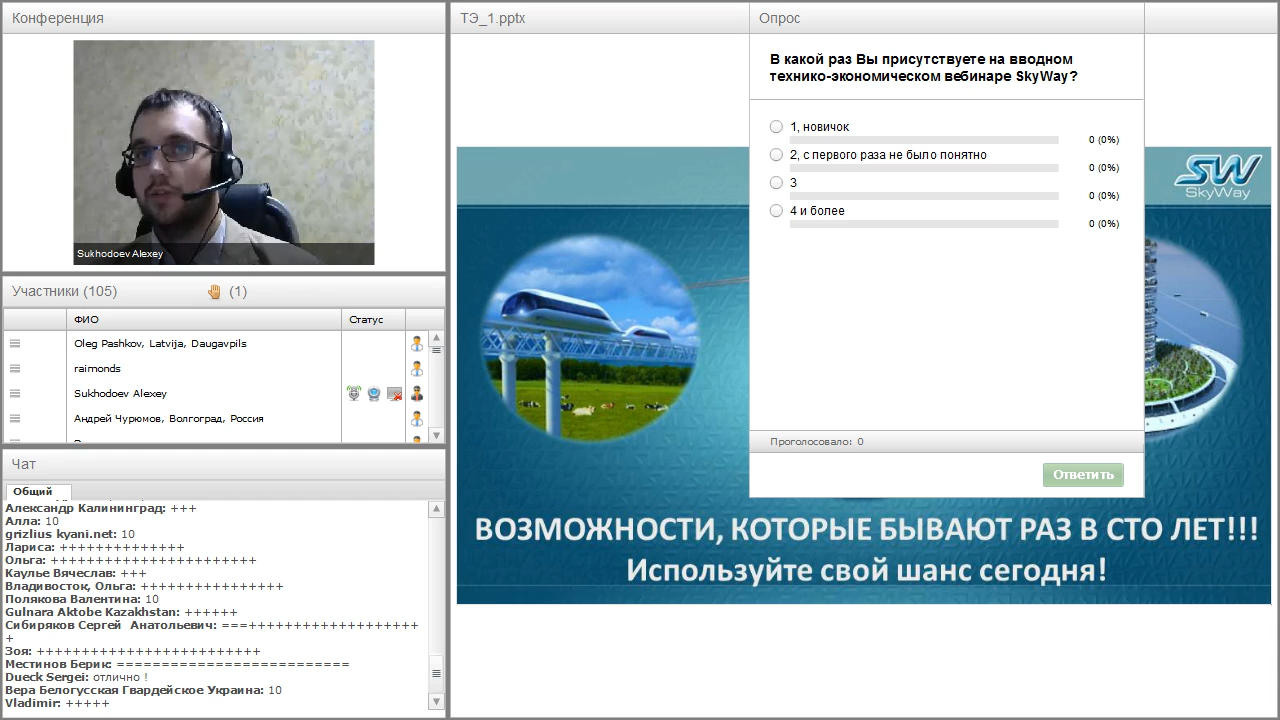 Конференция
Sukhodoev Alexey
Участники (105)
(1)
ФИО
Статус
Oleg Pashkov, Latvija, Daugavpils
raimonds
Sukhodoev Alexey
Андрей Чурюмов, Волгоград, Россия
Чат
Общий
Александр Калининград: +++
Алла: 10
grizlius kyani.net: 10
Лариса: ++++++++++++++
Ольга: +++++++++++++++++++++++
Каулье Вячеслав: +++
Владивосток, Ольга: ++++++++++++++++
Полякова Валентина: 10
Gulnara Aktobe Kazakhstan: ++++++
Сибиряков Сергей  Анатольевич: ===+++++++++++++++++++
+
Зоя: +++++++++++++++++++++++++
Местинов Берик: ==========================
Dueck Sergei: отлично !
Вера Белогусская Гвардейское Украина: 10
Vladimir: +++++
ТЭ_1.pptx
Опрос
В какой раз Вы присутствуете на вводном
технико-экономическом вебинаре SkyWay?
1, новичок
0 (0%)
2, с первого раза не было понятно
0 (0%)
3
0 (0%)
4 и более
0 (0%)
Проголосовало: 0
Ответить
SW
SkyWay
ВОЗМОЖНОСТИ, КОТОРЫЕ БЫВАЮТ РАЗ В СТО ЛЕТ!!!
Используйте свой шанс сегодня!